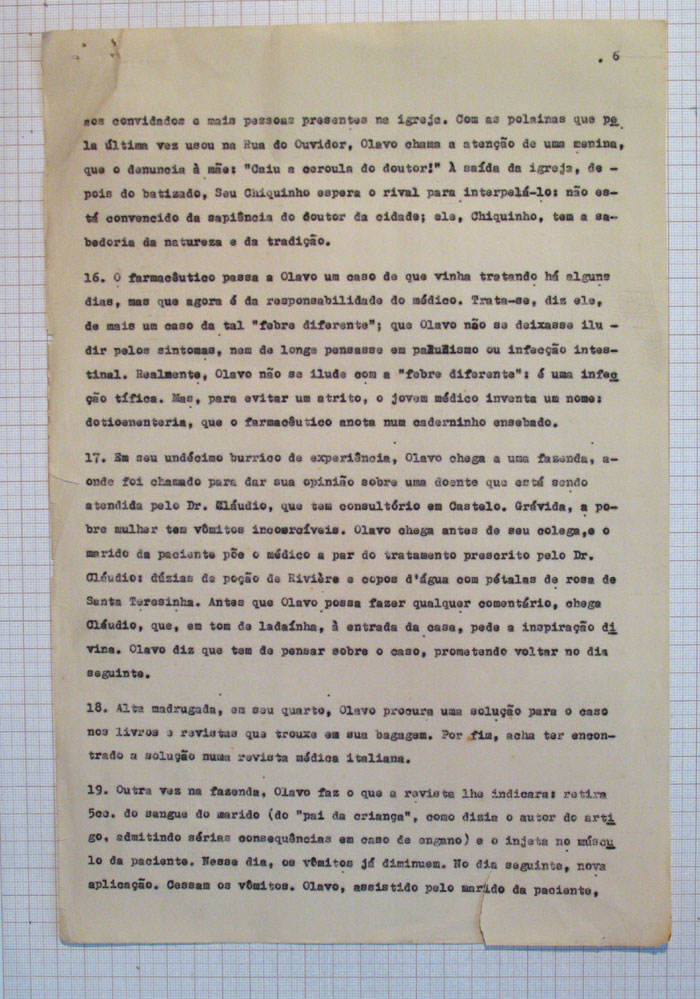 . 6
aos convidados e mais pessoas presentes na igreja. Com as polainas que pe
la última vez usou na Rua do Ouvidor, Olavo chama a atenção de uma menina,
que o denuncia à mãe: "Caiu a ceroula do doutor!" À saída da igreja, de -
pois do batizado, Seu Chiquinho espera o rival para interpelá-lo: não es-
tá convencido da sapiência do doutor da cidade; ele, Chiquinho, tem a sa-
bedoria da natureza e da tradição.
16. O farmacêutico passa a Olavo um caso de que vinha tratando há alguns
dias, mas que agora é da responsabilidade do médico. Trata-se, diz ele,
de mais um caso da tal "febre diferente"; que Olavo não se deixasse ilu -
dir pelos sintomas, nem de longe pensasse em paludismo ou infecção intes-
tinal. Realmente, Olavo não se ilude com a "febre diferente": é uma infec
ção tífica. Mas, para evitar um atrito, o jovem médico inventa um nome:
dotienenteria, que o farmacêutico anota num caderninho ensebado.
17. Em seu undécimo burrico de experiência, Olavo chega a uma fazenda, a-
onde foi chamado para dar sua opinião sobre uma doente que está sendo
atendida pelo Dr. Cláudio, que tem consultório em Castelo. Grávida, a po-
bre mulher tem vômitos incoercíveis. Olavo chega antes de seu colega,e o
marido da paciente põe o médico a par do tratamento prescrito pelo Dr.
Cláudio: dúzias de poção de Rivière e copos d'água com pétalas de rosa de
Santa Teresinha. Antes que Olavo possa fazer qualquer comentário, chega
Cláudio, que, em tom de ladaínha, à entrada da casa, pede a inspiração di
vina. Olavo diz que tem de pensar sobre o caso, prometendo voltar no dia
seguinte.
18. Alta madrugada, em seu quarto, Olavo procura uma solução para o caso
nos livros e revistas que trouxe em sua bagagem. Por fim, acha ter encon-
trado a solução numa revista médica italiana.
19. Outra vez na fazenda, Olavo faz o que a revista lhe indicara: retira
5cc. do sangue do marido (do "pai da criança", como dizia o autor do arti
go, admitindo sérias consequências em caso de engano) e o injeta no múscu
lo da paciente. Nesse dia, os vômitos já diminuem. No dia seguinte, nova
aplicação. Cessam os vômitos. Olavo, assistido pelo marido da paciente,